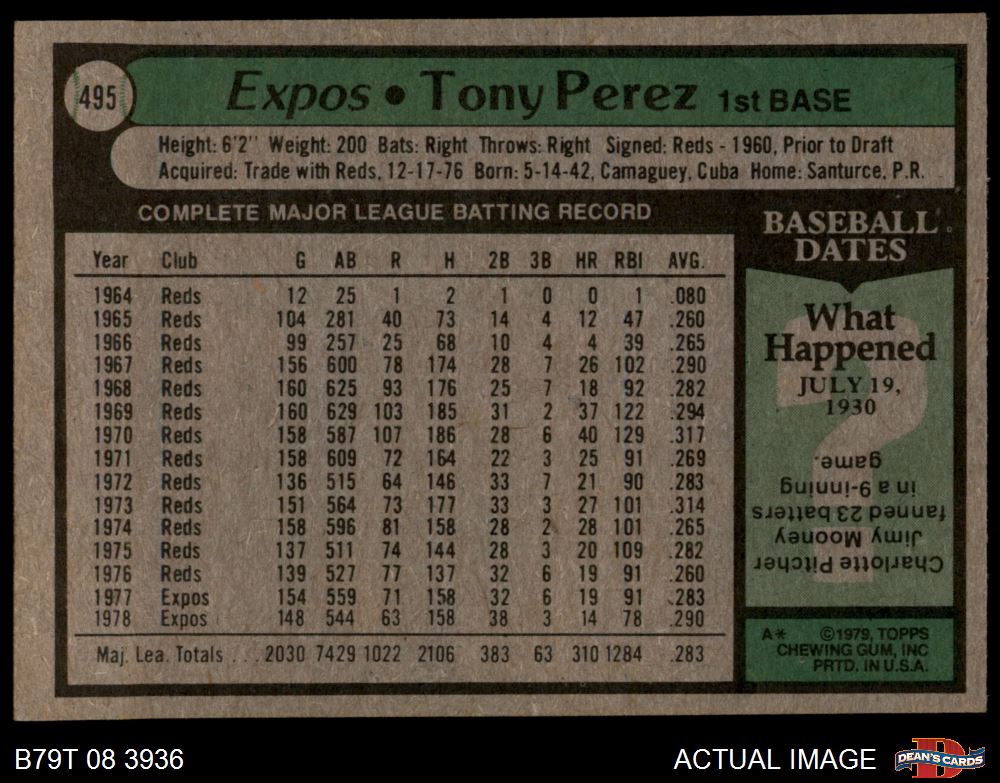 495
Expos • Tony Perez 1st BASE
Height: 6'2" Weight: 200 Bats: Right Throws: Right Signed: Reds - 1960, Prior to Draft
Acquired: Trade with Reds, 12-17-76 Born: 5-14-42, Camaguey, Cuba Home: Santurce, P.R.
COMPLETE MAJOR LEAGUE BATTING RECORD
Year Club G AB R H 2B 3B HR RBI AVG.
1964 Reds 12 25 1 2 1 0 0 1 .080
1965 Reds 104 281 40 73 14 4 12 47 .260
1966 Reds 99 257 25 68 10 4 4 39 .265
1967 Reds 156 600 78 174 28 7 26 102 .290
1968 Reds 160 625 93 176 25 7 18 92 .282
1969 Reds 160 629 103 185 31 2 37 122 .294
1970 Reds 158 587 107 186 28 6 40 129 .317
1971 Reds 158 609 72 164 22 3 25 91 .269
1972 Reds 136 515 64 146 33 7 21 90 .283
1973 Reds 151 564 73 177 33 3 27 101 .314
1974 Reds 158 596 81 158 28 2 28 101 .265
1975 Reds 137 511 74 144 28 3 20 109 .282
1976 Reds 139 527 77 137 32 6 19 91 .260
1977 Expos 154 559 71 158 32 6 19 91 .283
1978 Expos 148 544 63 158 38 3 14 78 .290
Maj. Lea. Totals ... 2030 7429 1022 2106 383 63 310 1284 .283
BASEBALL
DATES
What
Happened
JULY 19,
1930
Charlotte Pitcher
Jimy Mooney
fanned 23 batters
in a 9-inning
game.
A* ©1979, TOPPS
CHEWING GUM, INC
PRTD. IN U.S.A.
B79T 08 3936
ACTUAL IMAGE
D
DEAN'S CARDS